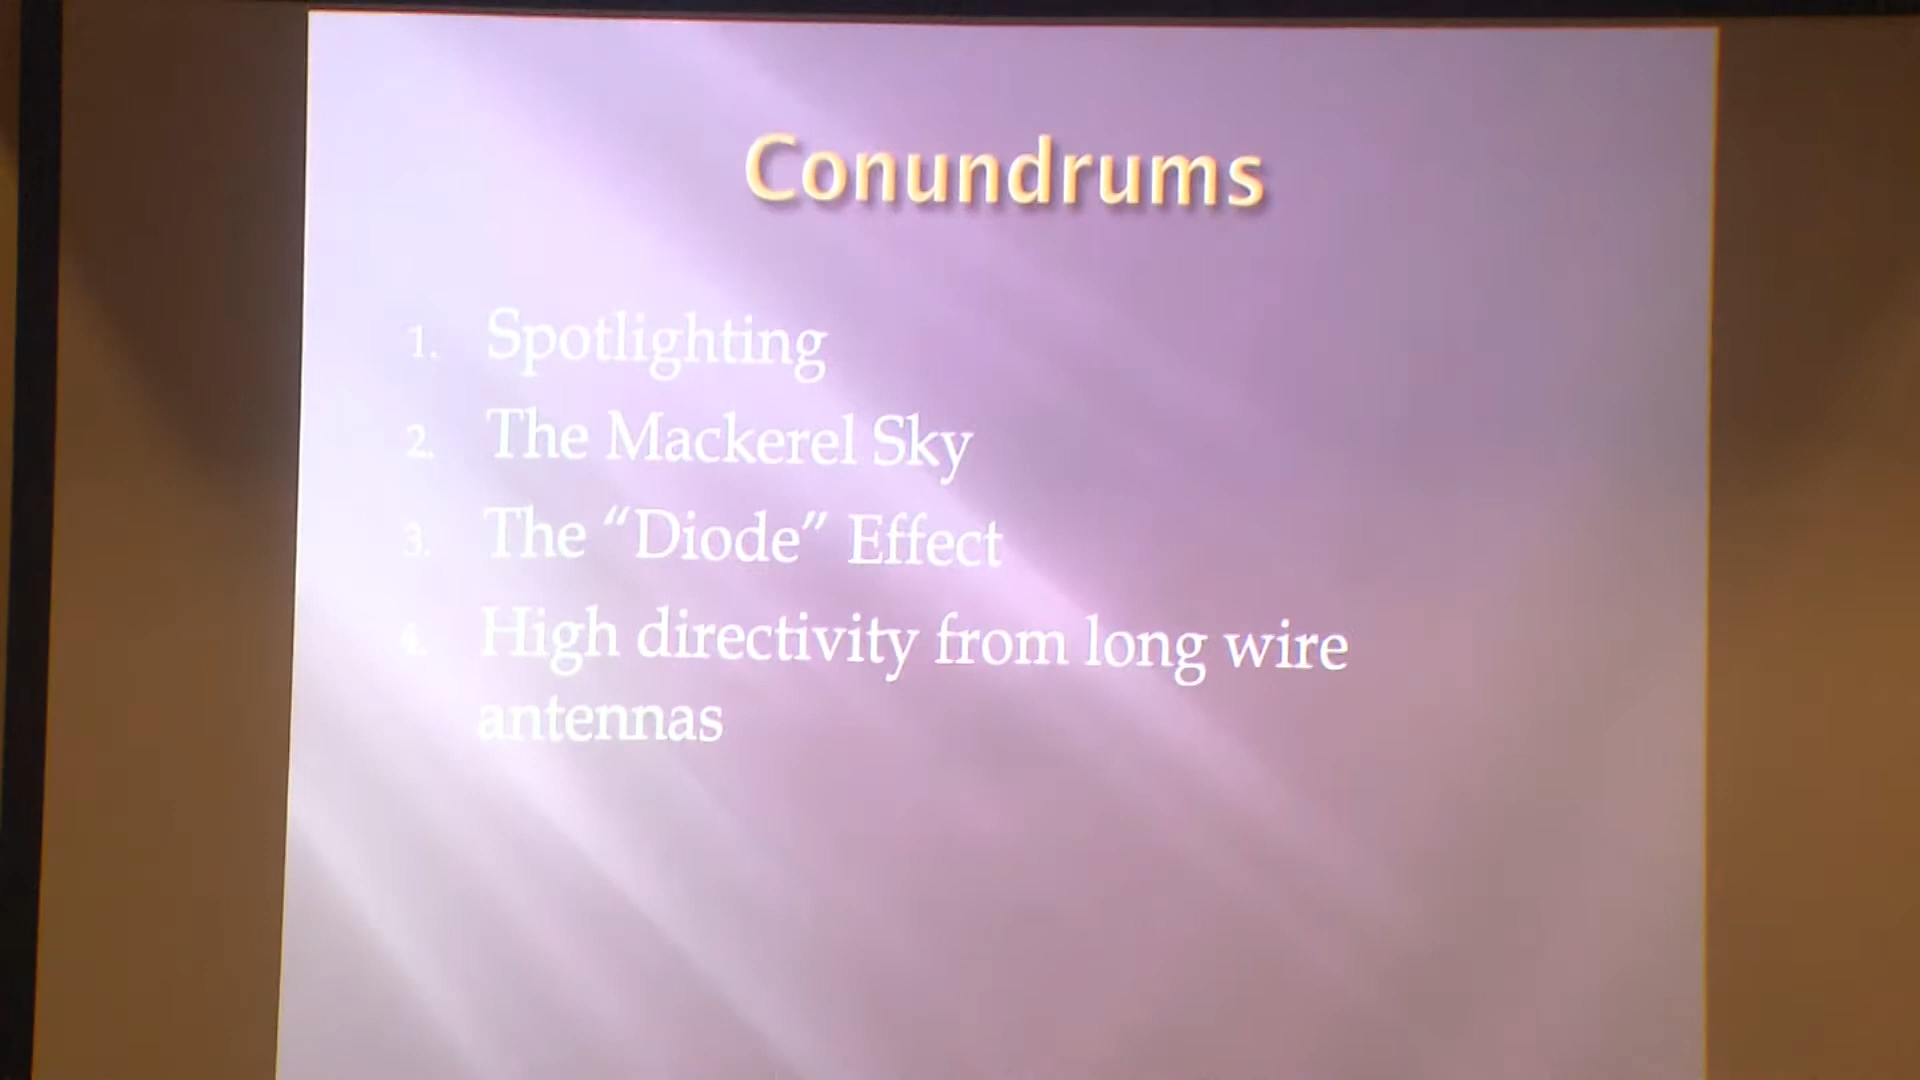 Conundrums
1. Spotlighting
2. The Mackerel Sky
3. The “Diode” Effect
4. High directivity from long wire
antennas